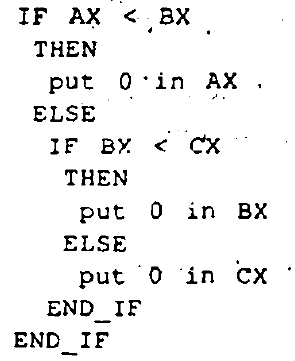 IF AX < BX
THEN
put 0 in AX
ELSE
IF BX < CX
THEN
put 0 in BX
ELSE
put 0 in CX
END_IF
END_IF